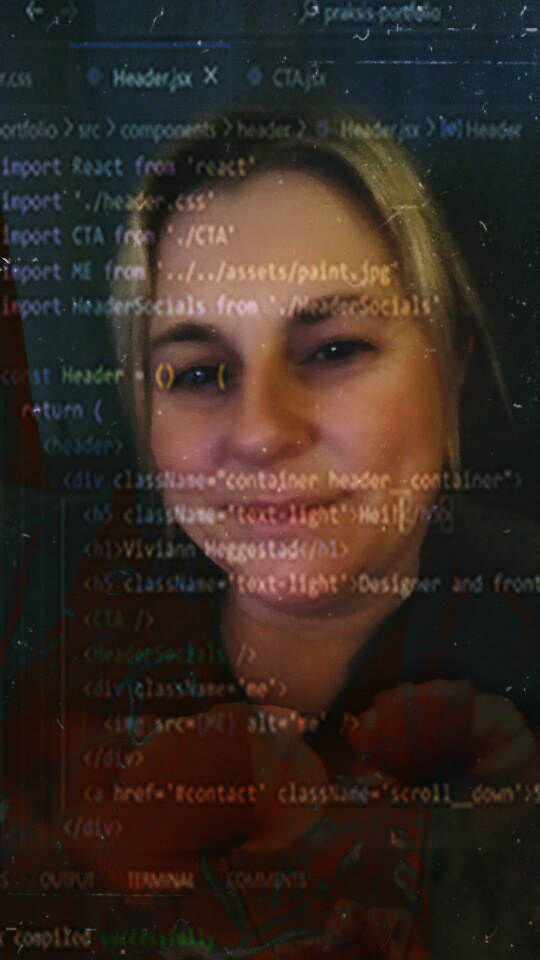 praksis-portfolio
r.css Header.jsx X CTA.jsx
ortfolio > src > components > header > Header.jsx > Header
import React from 'react'
import './header.css'
import CTA from './CTA'
import ME from '../../assets/paint.jpg'
import HeaderSocials from './HeaderSocials'
const Header = () (
return (
<header>
<div className="container header__container">
<h5 className="text-light">Hei!</h5>
<h1>Viviann Heggestad</h1>
<h5 className="text-light">Designer and front
<CTA />
<HeaderSocials />
<div className="me">
<img src={ME} alt="me" />
</div>
<a href='#contact' className='scroll__down'>S
</div>
OUTPUT TERMINAL COMMENTS
compiled successfully